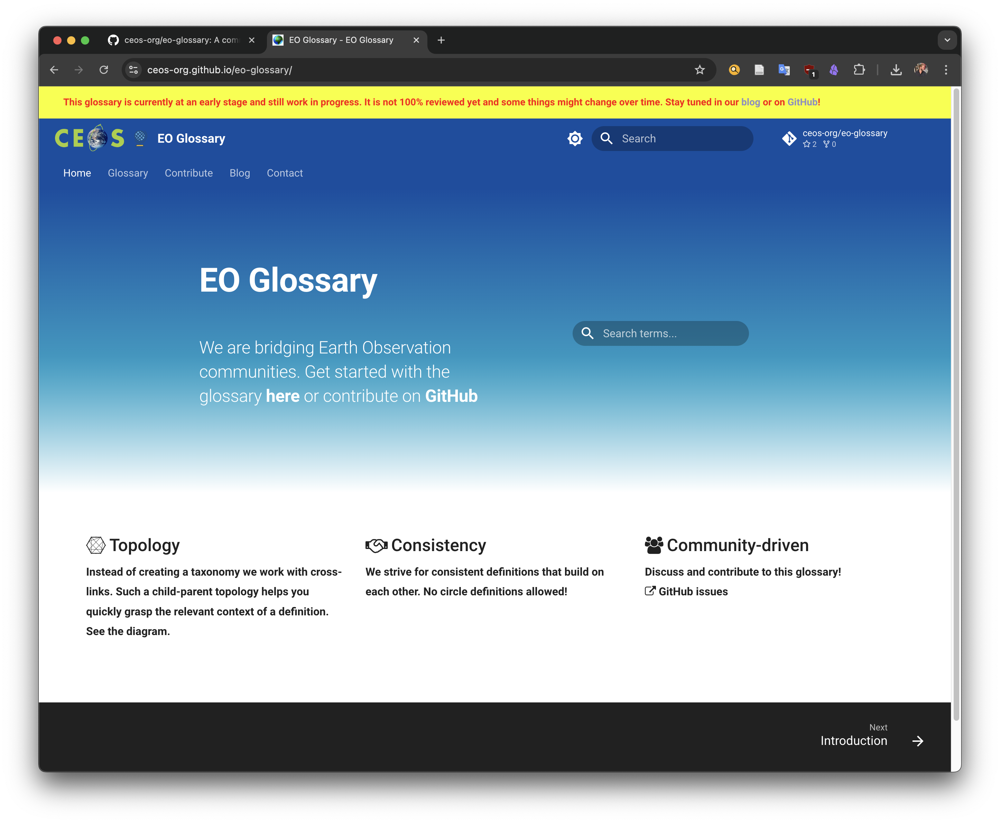 ceos-org/eo-glossary: A com
EO Glossary - EO Glossary
ceos-org.github.io/eo-glossary/
1
This glossary is currently at an early stage and still work in progress. It is not 100% reviewed yet and some things might change over time. Stay tuned in our blog or on GitHub!
CEOS
EO Glossary
Search
ceos-org/eo-glossary
2 0
Home Glossary Contribute Blog Contact
EO Glossary
Search terms...
We are bridging Earth Observation
communities. Get started with the
glossary here or contribute on GitHub
Topology
Instead of creating a taxonomy we work with cross-
links. Such a child-parent topology helps you
quickly grasp the relevant context of a definition.
See the diagram.
Consistency
We strive for consistent definitions that build on
each other. No circle definitions allowed!
Community-driven
Discuss and contribute to this glossary!
GitHub issues
Next
Introduction